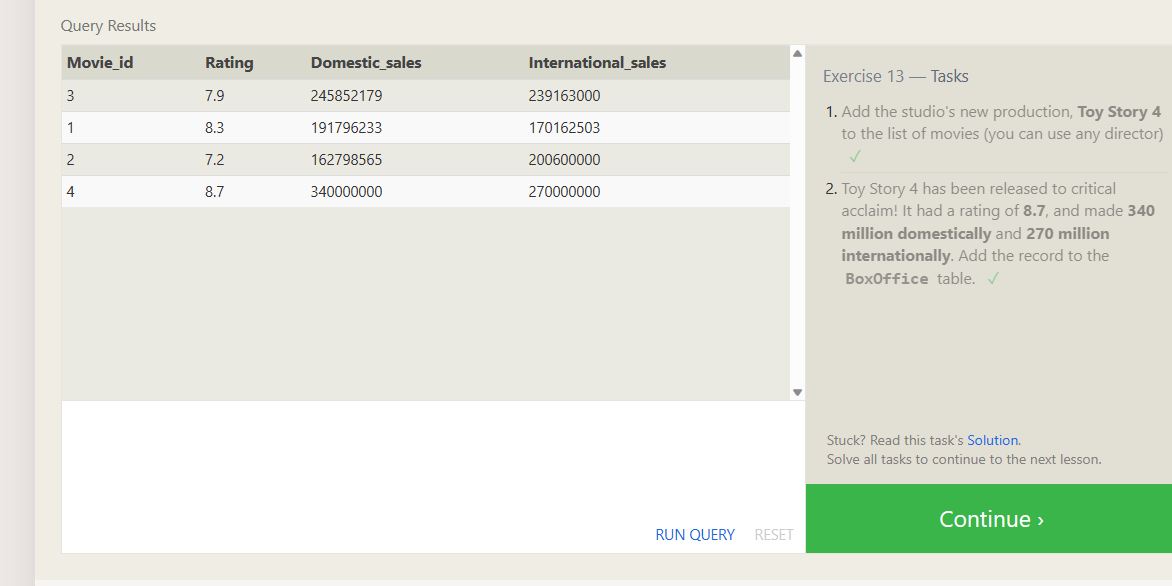 Query Results
Movie_id Rating Domestic_sales International_sales
3 7.9 245852179 239163000
1 8.3 191796233 170162503
2 7.2 162798565 200600000
4 8.7 340000000 270000000
RUN QUERY RESET
Exercise 13 — Tasks
1. Add the studio's new production, Toy Story 4
to the list of movies (you can use any director)
✓
2. Toy Story 4 has been released to critical
acclaim! It had a rating of 8.7, and made 340
million domestically and 270 million
internationally. Add the record to the
BoxOffice table. ✓
Stuck? Read this task's Solution.
Solve all tasks to continue to the next lesson.
Continue ›